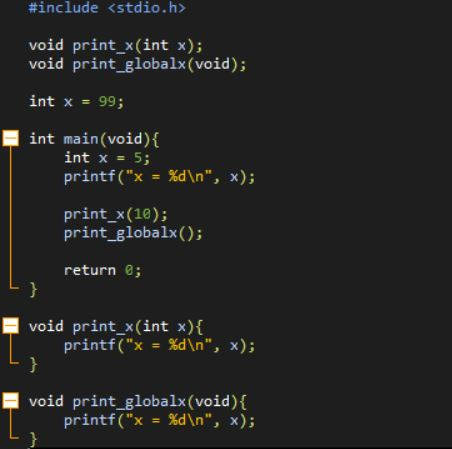 #include <stdio.h>
void print_x(int x);
void print_globalx(void);
int x = 99;
int main(void){
int x = 5;
printf("x = %d\n", x);
print_x(10);
print_globalx();
return 0;
}
void print_x(int x){
printf("x = %d\n", x);
}
void print_globalx(void){
printf("x = %d\n", x);
}